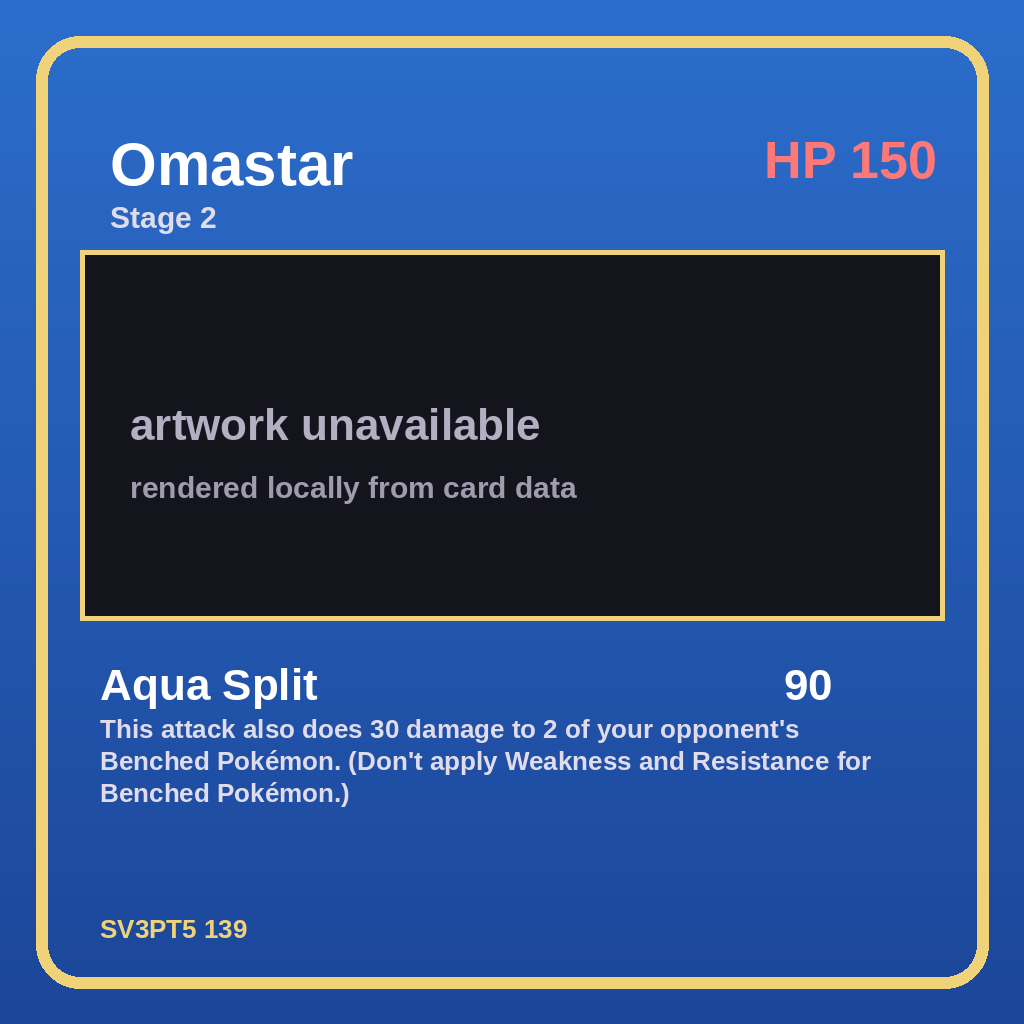 Omastar
HP 150
Stage 2
artwork unavailable
rendered locally from card data
Aqua Split
90
This attack also does 30 damage to 2 of your opponent's
Benched Pokémon. (Don't apply Weakness and Resistance for
Benched Pokémon.)
SV3PT5 139